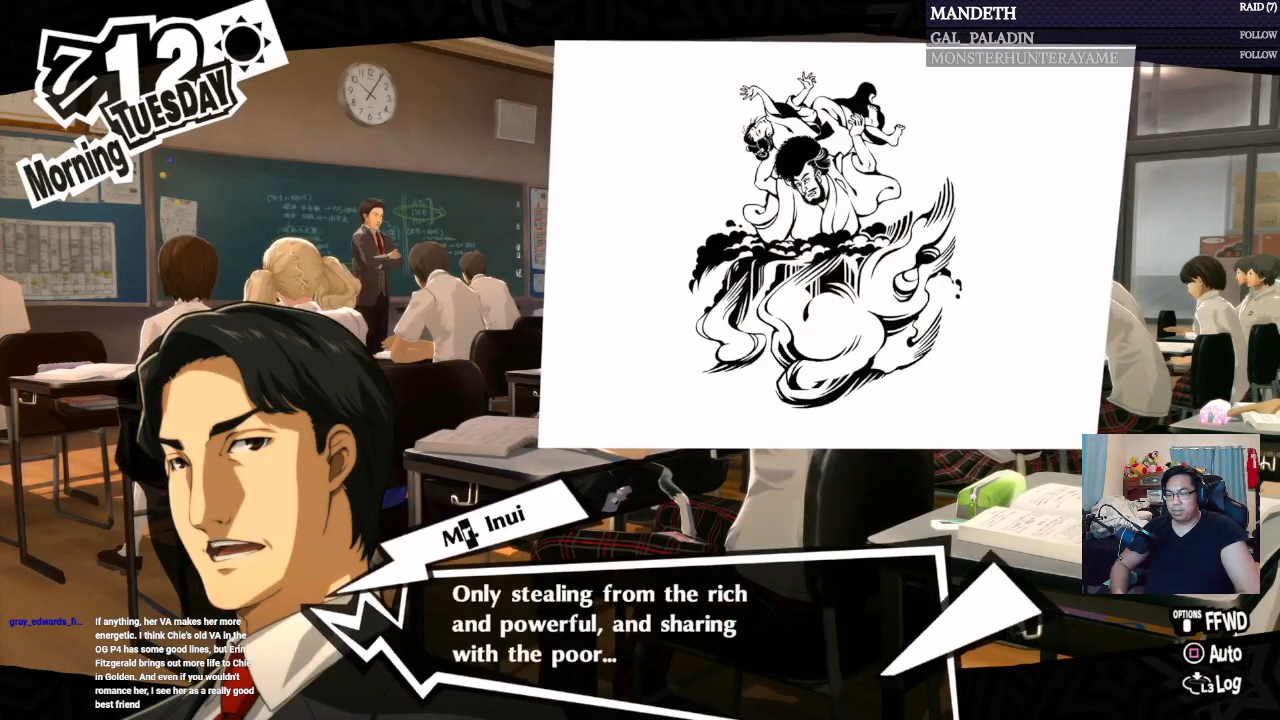 7/12
TUESDAY
Morning
MANDETH
RAID (7)
GAL_PALADIN
FOLLOW
MONSTERHUNTERAYAME
FOLLOW
Mr. Inui
Only stealing from the rich
and powerful, and sharing
with the poor...
gray_edwards_fi...
If anything, her VA makes her more
energetic. I think Chie's old VA in the
OG P4 has some good lines, but Erin
Fitzgerald brings out more life to Chie
in Golden. And even if you wouldn't
romance her, I see her as a really good
best friend
OPTIONS FFWD
Auto
L3 Log